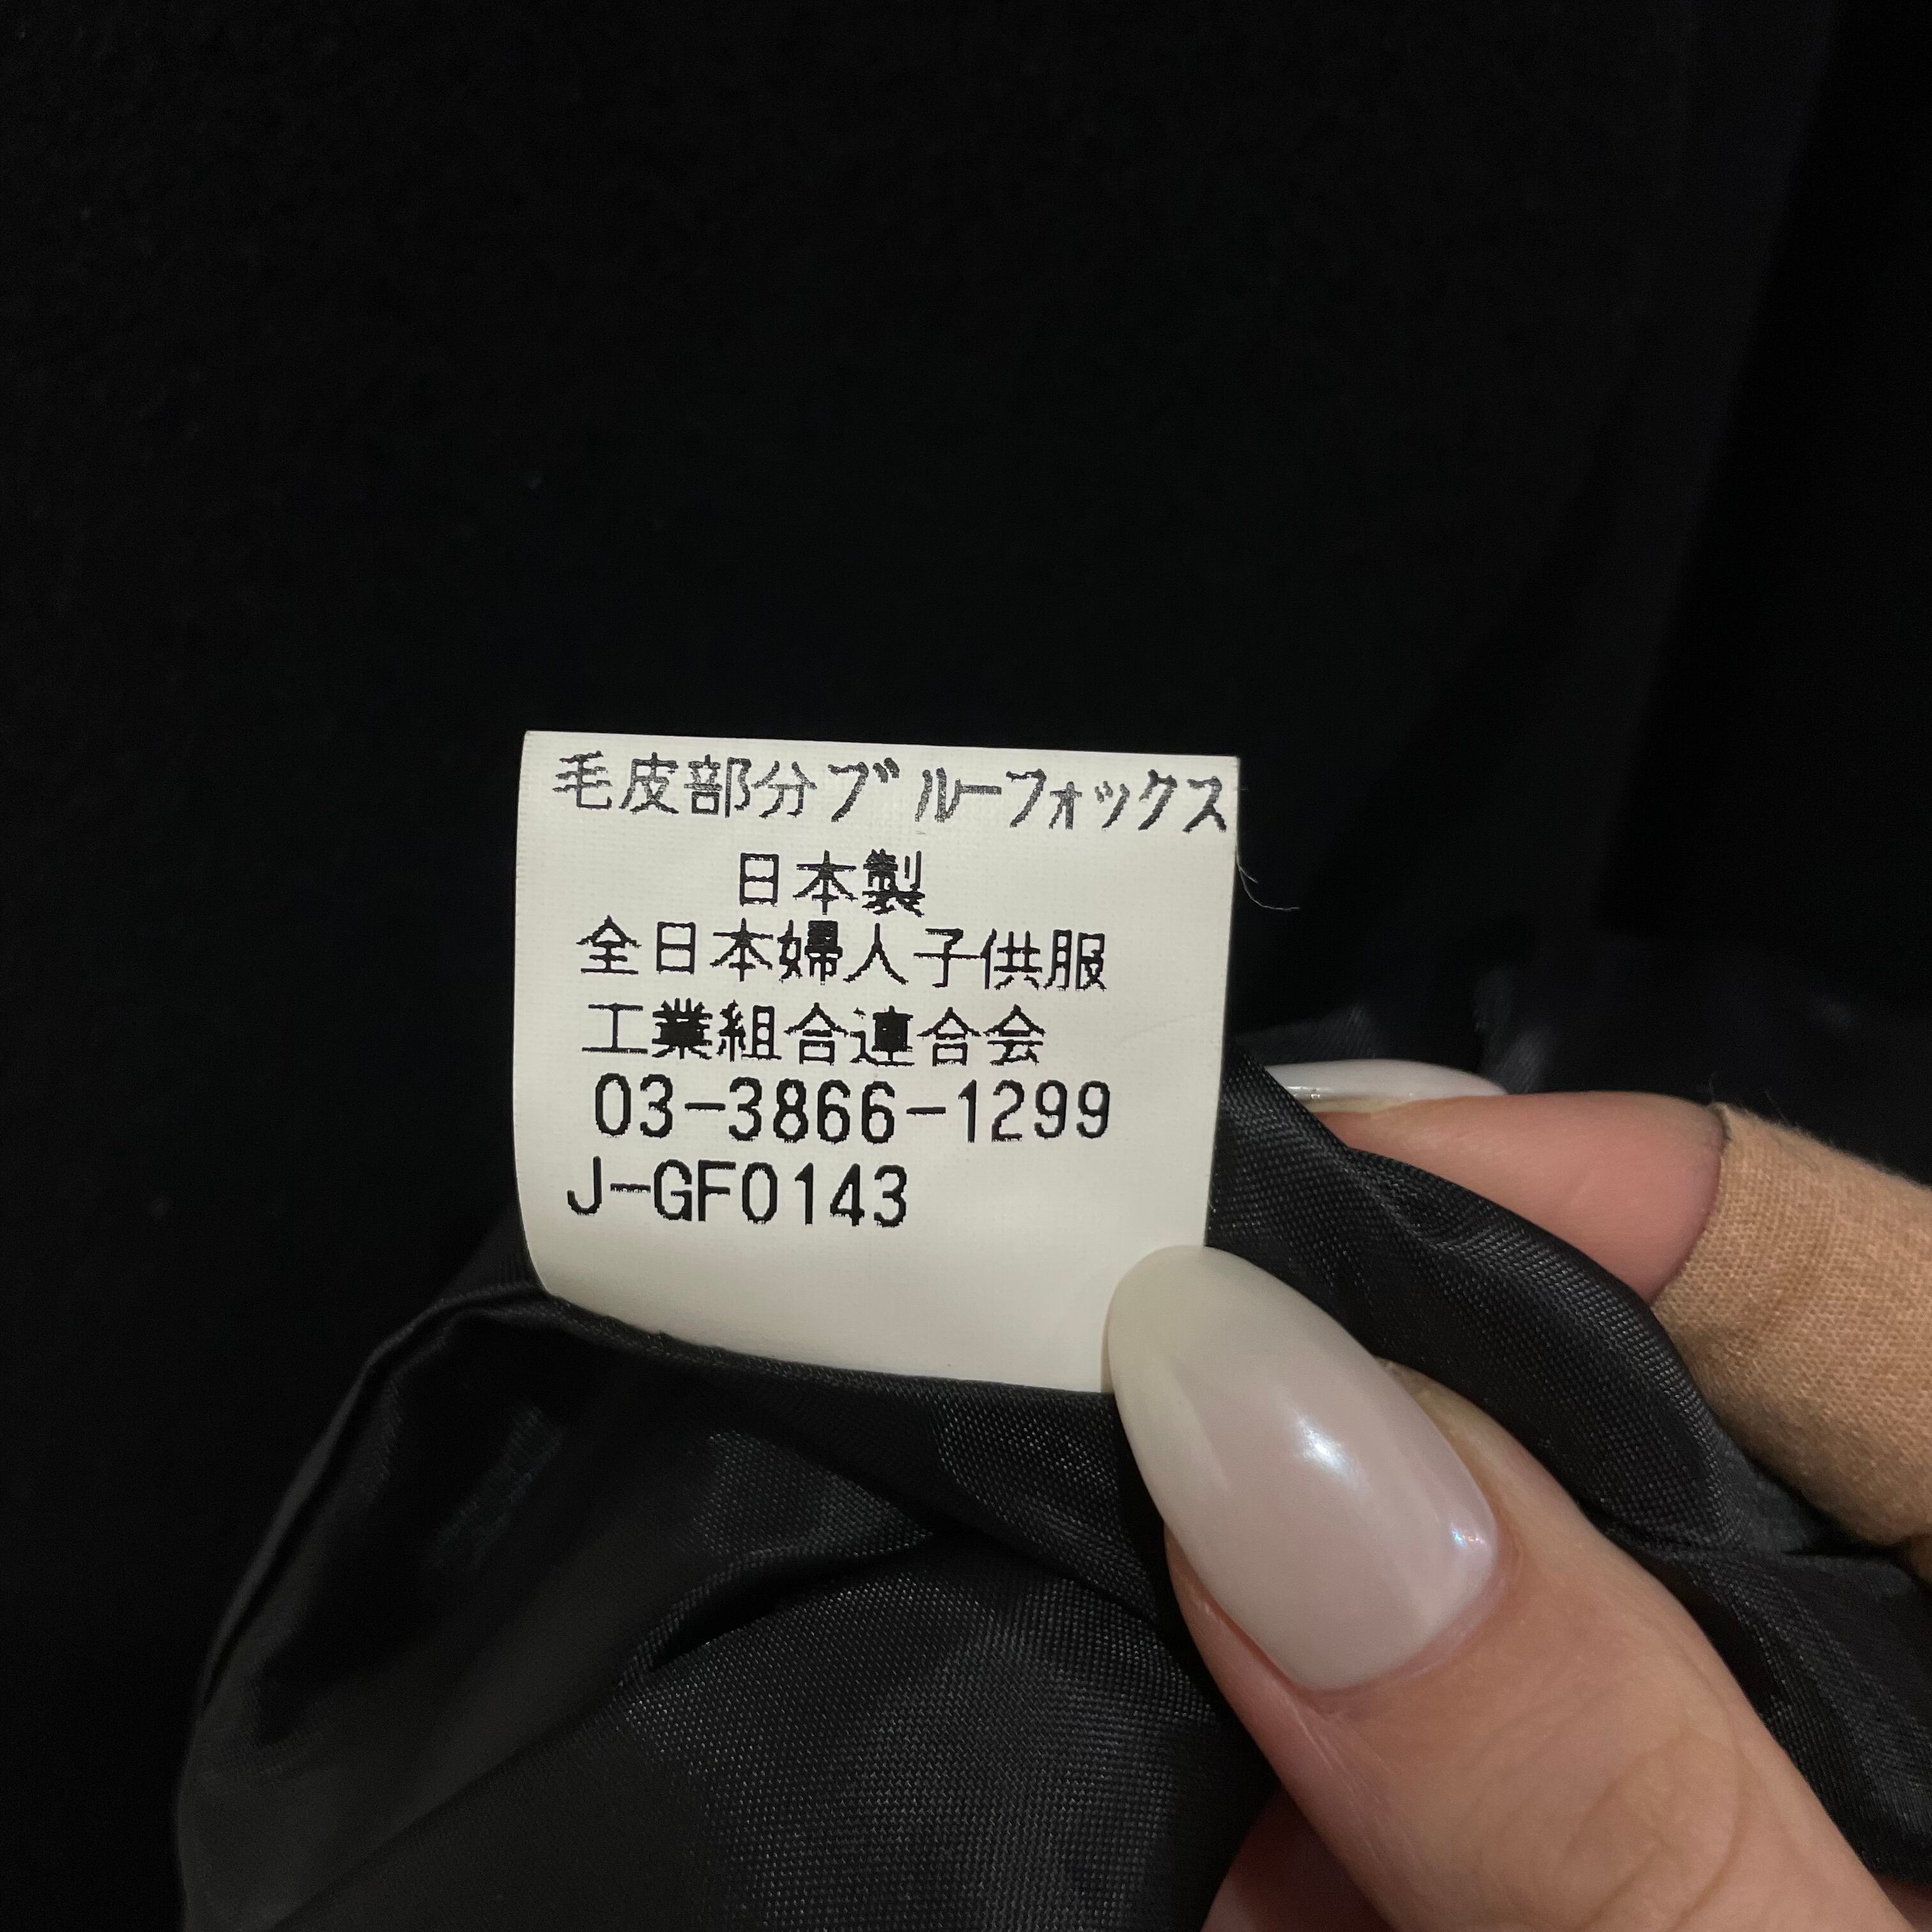 毛皮部分ブルーフォックス
日本製
全日本婦人子供服
工業組合連合会
03-3866-1299
J-GF0143